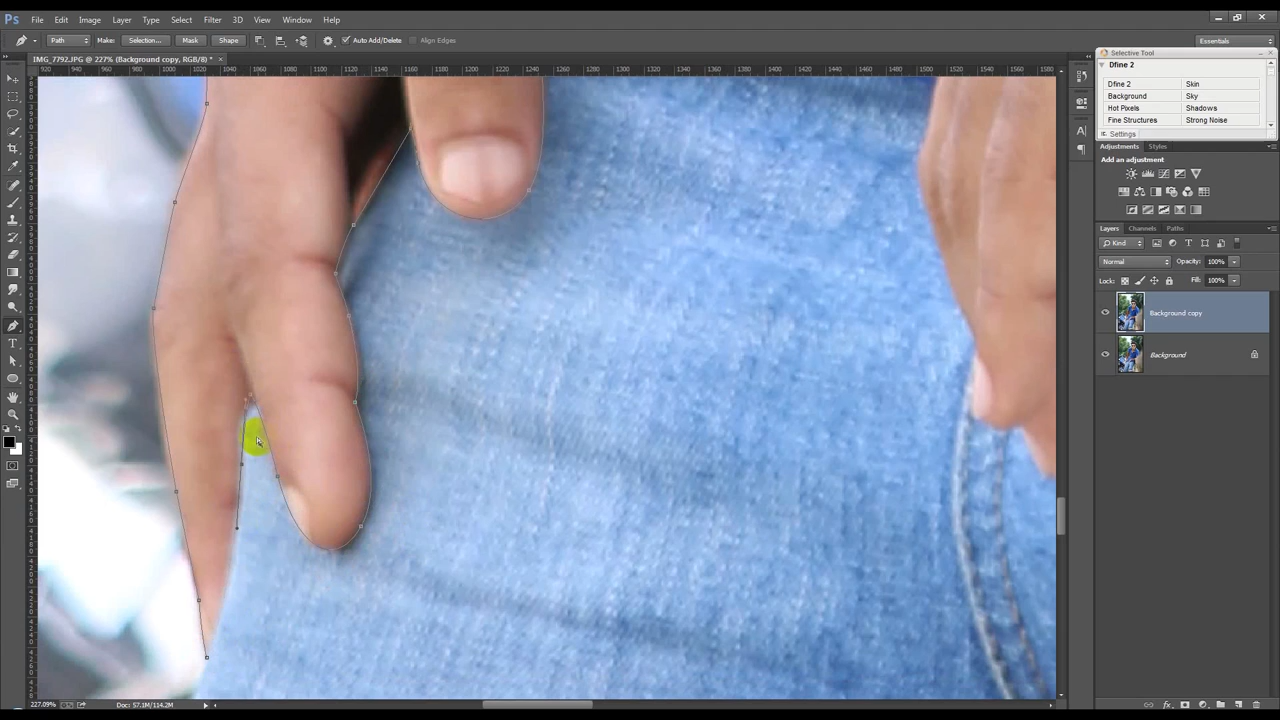 Ps File Edit Image Layer Type Select Filter 3D View Window Help
Path Make: Selection... Mask Shape Auto Add/Delete Align Edges Essentials
IMG_7792.JPG @ 227% (Background copy, RGB/8) * ×
Selective Tool
Dfine 2
Dfine 2 Skin
Background Sky
Hot Pixels Shadows
Fine Structures Strong Noise
Settings
Adjustments Styles
Add an adjustment
Layers Channels Paths
Kind
Normal Opacity: 100%
Lock: Fill: 100%
Background copy
Background
227.09% Doc: 57.1M/114.2M